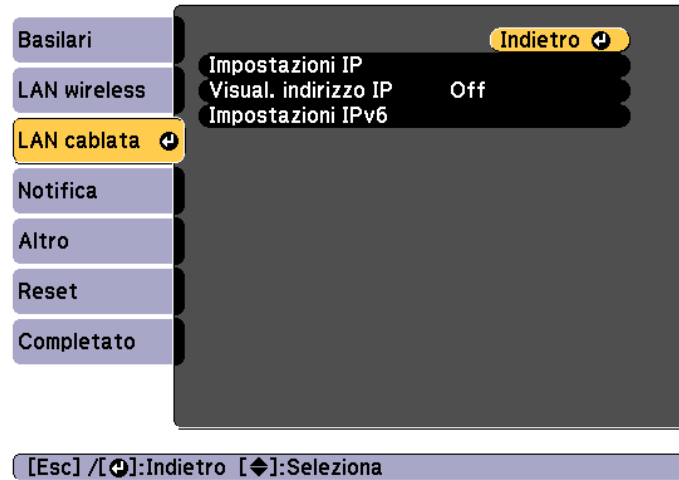 Basilari
LAN wireless
LAN cablata
Notifica
Altro
Reset
Completato
Indietro
Impostazioni IP
Visual. indirizzo IP Off
Impostazioni IPv6
[Esc] /[⏎]:Indietro [◆]:Seleziona